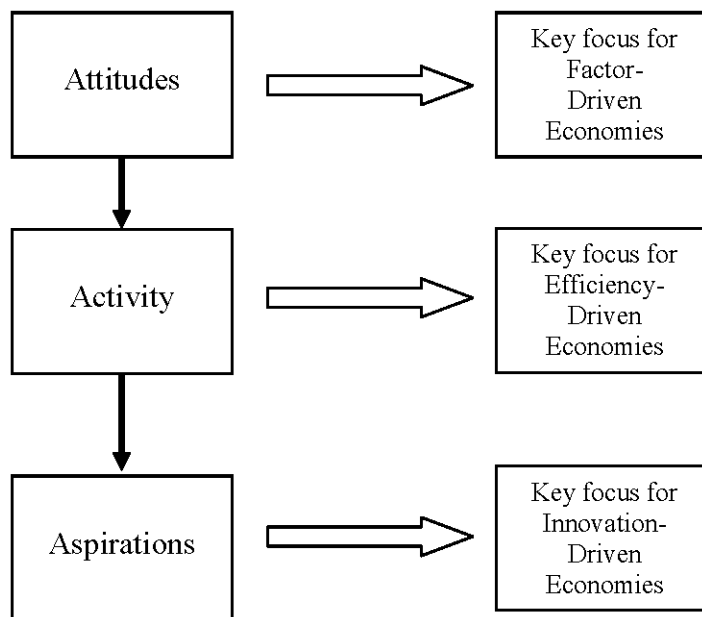 Attitudes
Key focus for
Factor-
Driven
Economies
Activity
Key focus for
Efficiency-
Driven
Economies
Aspirations
Key focus for
Innovation-
Driven
Economies